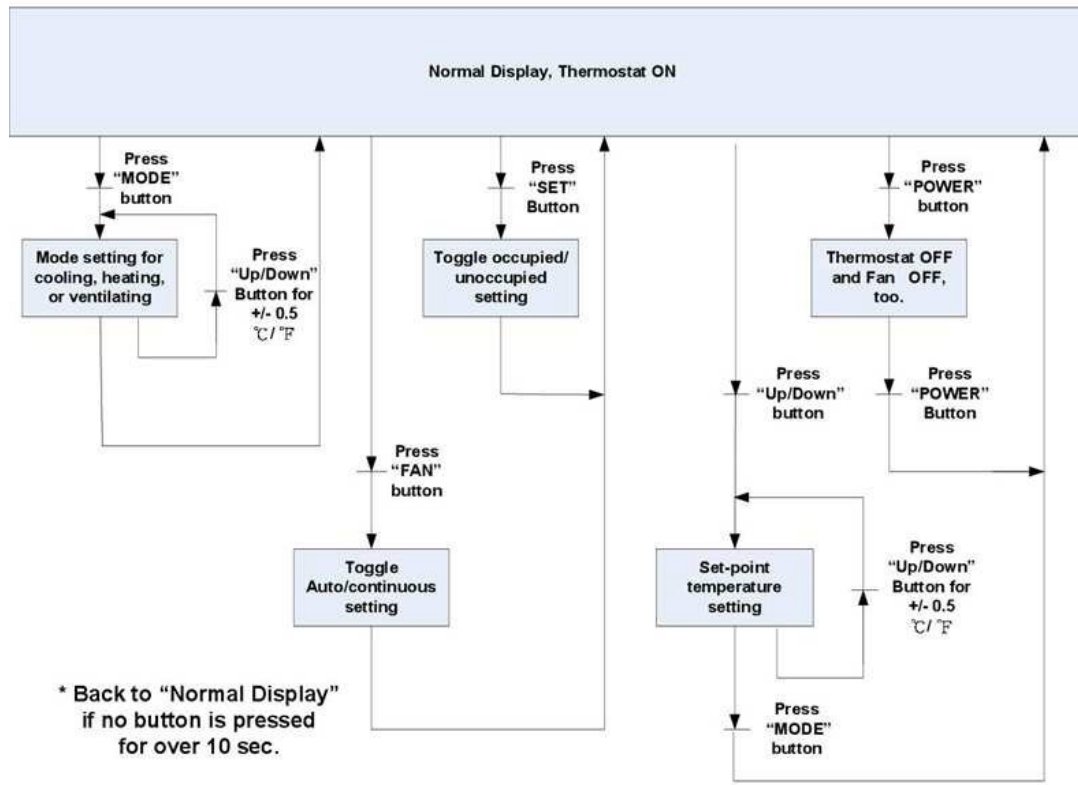 Normal Display, Thermostat ON
Press
“MODE”
button
Mode setting for
cooling, heating,
or ventilating
Press
“Up/Down”
Button for
+/- 0.5
℃/ ℉
Press
“FAN”
button
Toggle
Auto/continuous
setting
Press
“SET”
Button
Toggle occupied/
unoccupied
setting
Press
“Up/Down”
button
Set-point
temperature
setting
Press
“Up/Down”
Button for
+/- 0.5
℃/ ℉
Press
“MODE”
button
Press
“POWER”
button
Thermostat OFF
and Fan OFF,
too.
Press
“POWER”
Button
* Back to “Normal Display”
if no button is pressed
for over 10 sec.